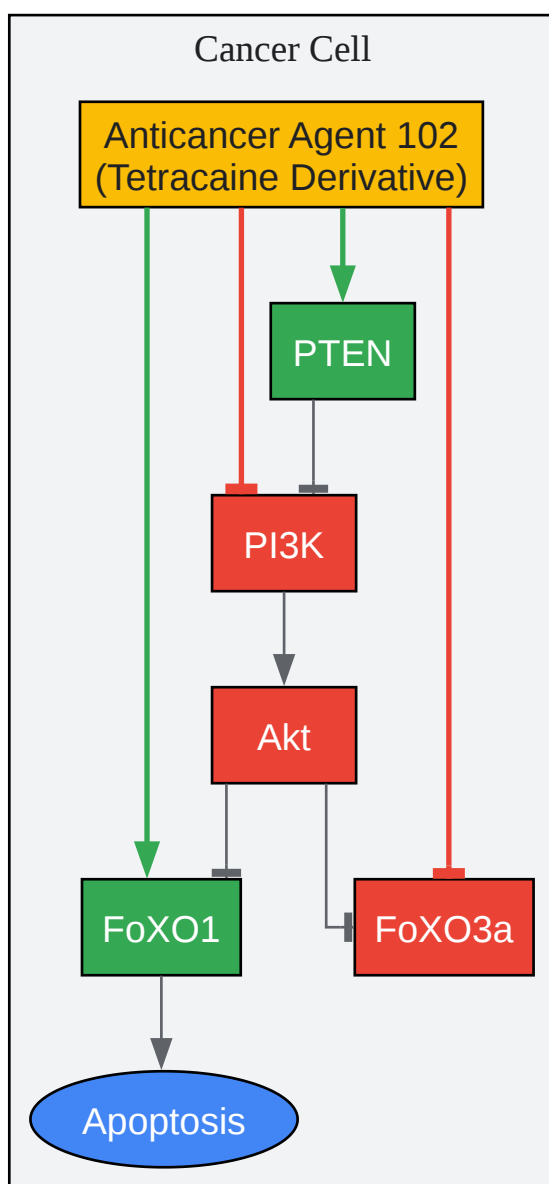 Cancer Cell
Anticancer Agent 102
(Tetracaine Derivative)
PTEN
PI3K
Akt
FoXO1
FoXO3a
Apoptosis